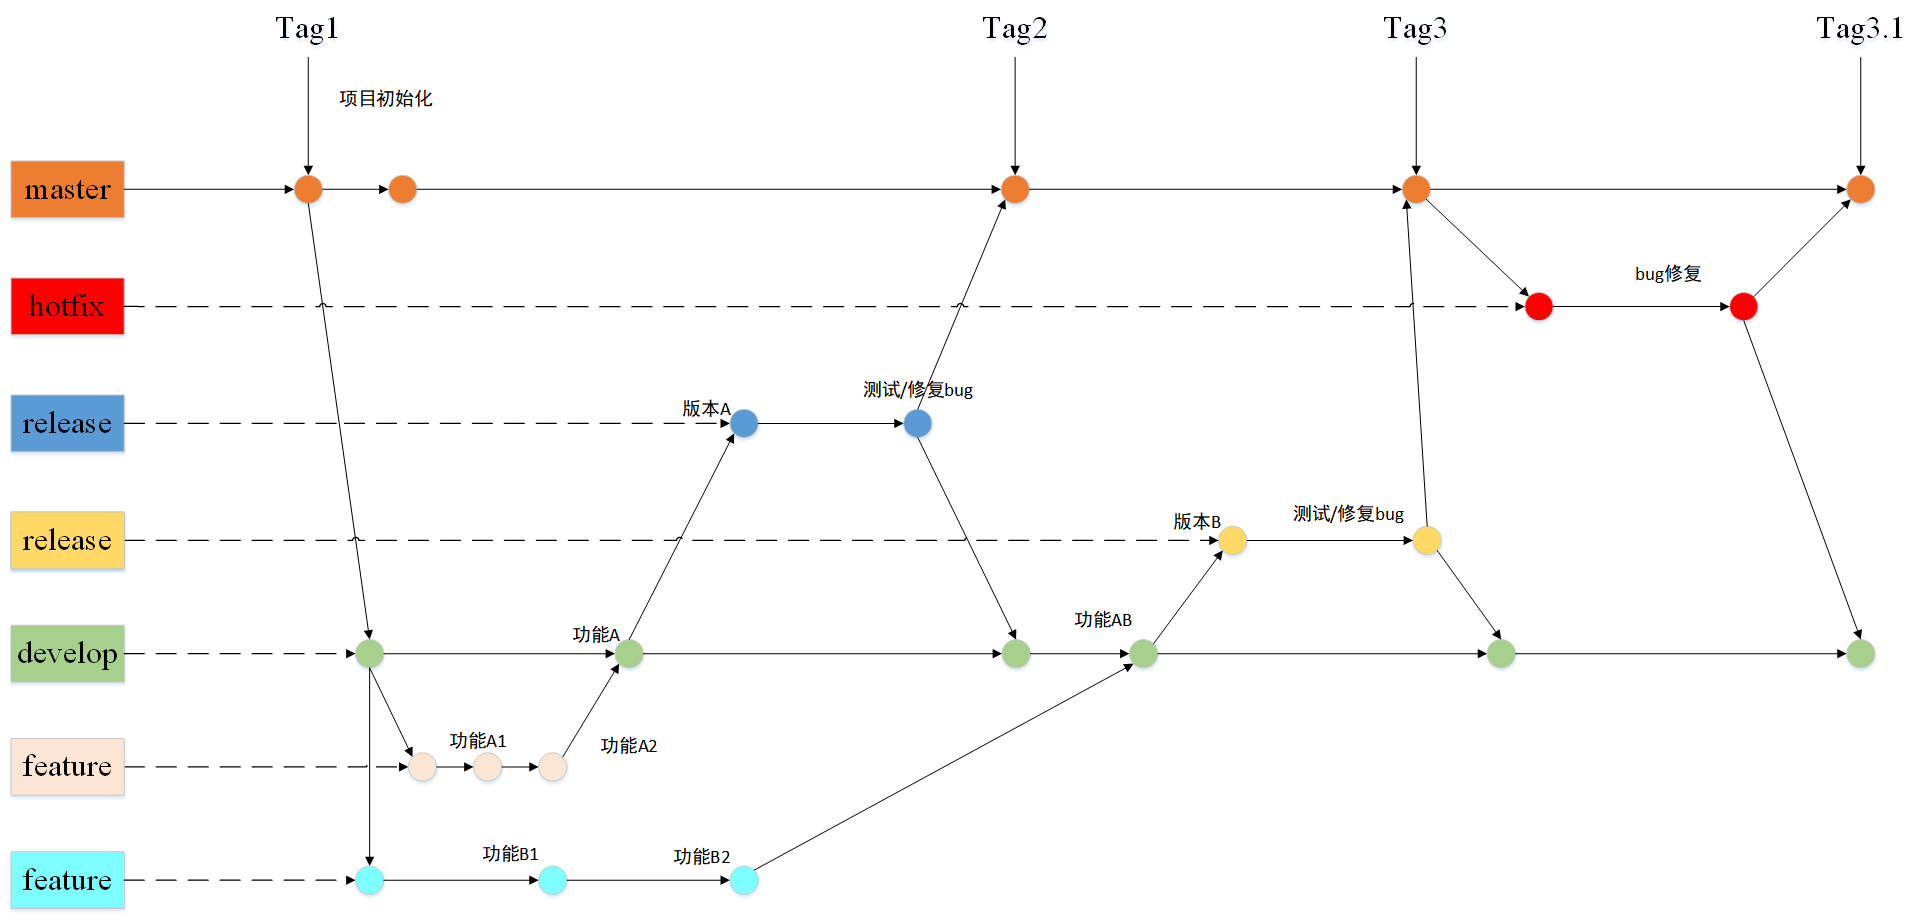 Tag1
Tag2
Tag3
Tag3.1
项目初始化
master
hotfix
bug修复
release
版本A
测试/修复bug
release
版本B
测试/修复bug
develop
功能A
功能AB
feature
功能A1
功能A2
feature
功能B1
功能B2